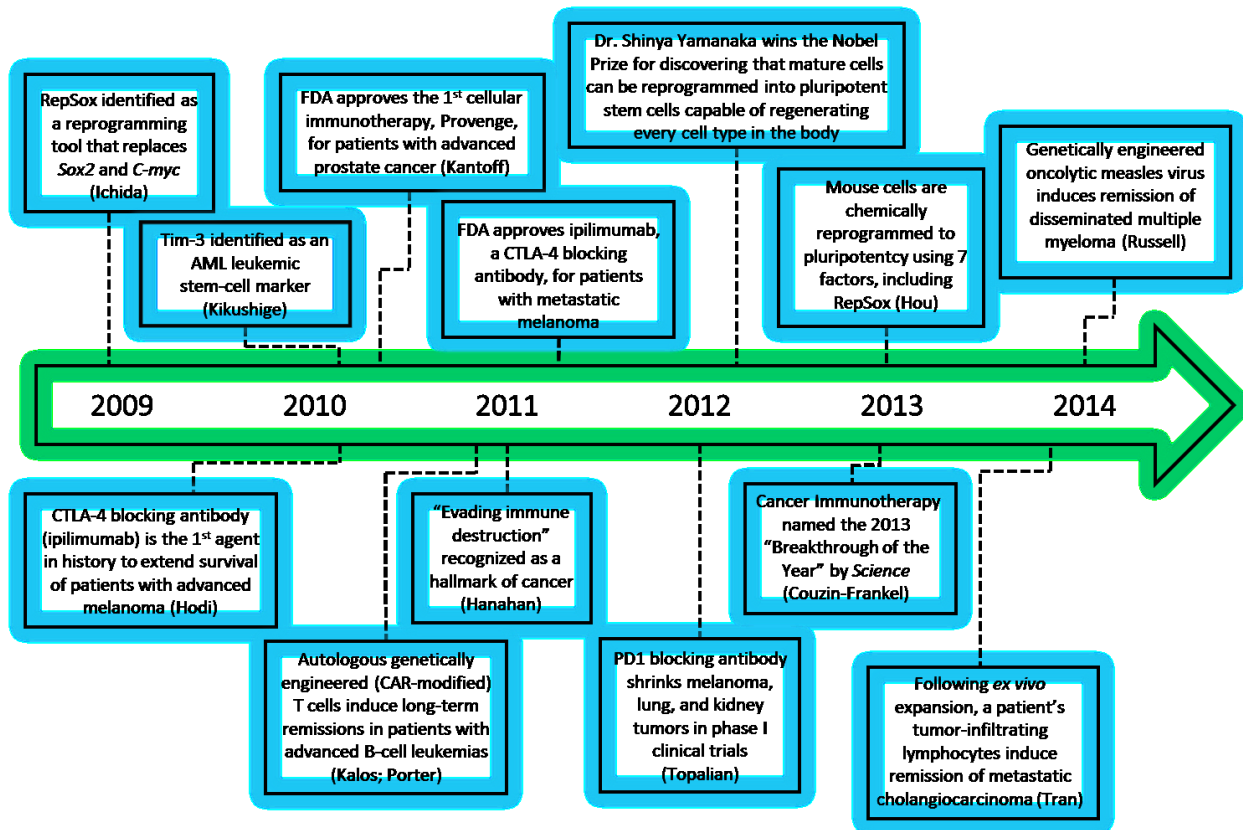 RepSox identified as
a reprogramming
tool that replaces
Sox2 and C-myc
(Ichida)
Tim-3 identified as an
AML leukemic
stem-cell marker
(Kikushige)
FDA approves the 1st cellular
immunotherapy, Provenge,
for patients with advanced
prostate cancer (Kantoff)
FDA approves ipilimumab,
a CTLA-4 blocking
antibody, for patients
with metastatic
melanoma
Dr. Shinya Yamanaka wins the Nobel
Prize for discovering that mature cells
can be reprogrammed into pluripotent
stem cells capable of regenerating
every cell type in the body
Mouse cells are
chemically
reprogrammed to
pluripotentcy using 7
factors, including
RepSox (Hou)
Genetically engineered
oncolytic measles virus
induces remission of
disseminated multiple
myeloma (Russell)
2009 2010 2011 2012 2013 2014
CTLA-4 blocking antibody
(ipilimumab) is the 1st agent
in history to extend survival
of patients with advanced
melanoma (Hodi)
Autologous genetically
engineered (CAR-modified)
T cells induce long-term
remissions in patients with
advanced B-cell leukemias
(Kalos; Porter)
“Evading immune
destruction”
recognized as a
hallmark of cancer
(Hanahan)
PD1 blocking antibody
shrinks melanoma,
lung, and kidney
tumors in phase I
clinical trials
(Topalian)
Cancer Immunotherapy
named the 2013
“Breakthrough of the
Year” by Science
(Couzin-Frankel)
Following ex vivo
expansion, a patient’s
tumor-infiltrating
lymphocytes induce
remission of metastatic
cholangiocarcinoma (Tran)